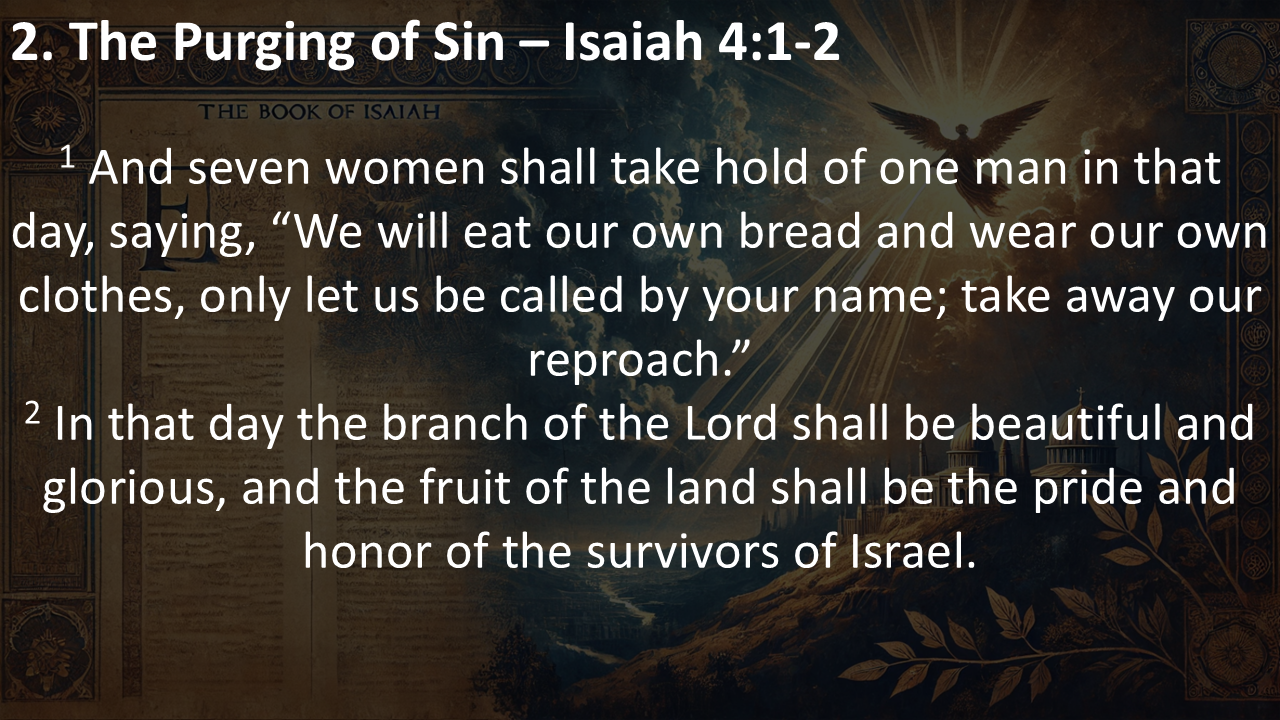 2. The Purging of Sin – Isaiah 4:1-2
THE BOOK OF ISAIAH
E
1 And seven women shall take hold of one man in that
day, saying, “We will eat our own bread and wear our own
clothes, only let us be called by your name; take away our
reproach.”
2 In that day the branch of the Lord shall be beautiful and
glorious, and the fruit of the land shall be the pride and
honor of the survivors of Israel.